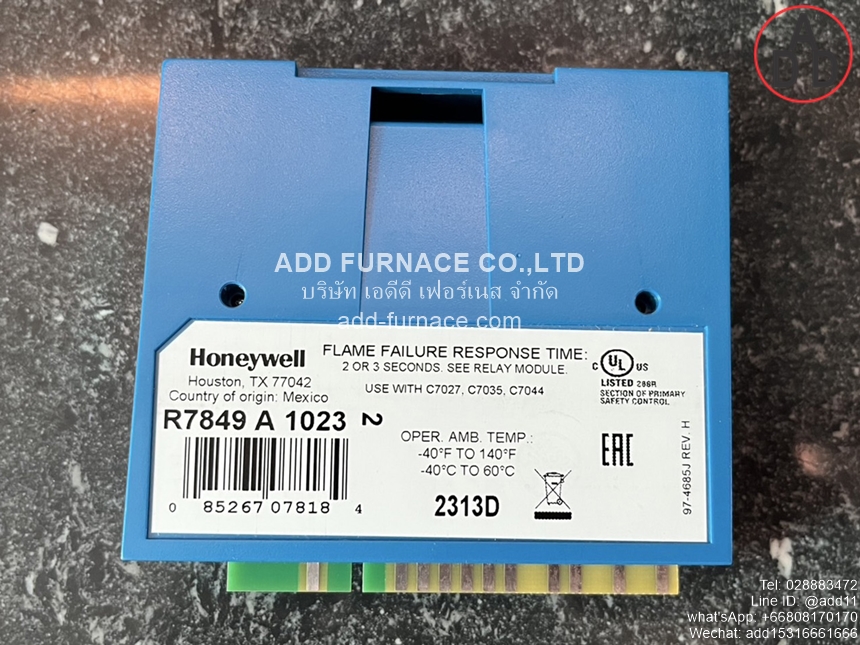 ADD FURNACE CO.,LTD
บริษัท เอดีดี เฟอร์เนส จำกัด
add-furnace.com
Honeywell
Houston, TX 77042
Country of origin: Mexico
R7849 A 1023 2
0 85267 07818 4
FLAME FAILURE RESPONSE TIME:
2 OR 3 SECONDS. SEE RELAY MODULE.
USE WITH C7027, C7035, C7044
OPER. AMB. TEMP.:
-40°F TO 140°F
-40°C TO 60°C
2313D
C UL US
LISTED 286R
SECTION OF PRIMARY
SAFETY CONTROL
EAC
97-4685J REV. H
Tel: 028883472
Line ID: @add11
what'sApp: +66808170170
Wechat: add15316661666